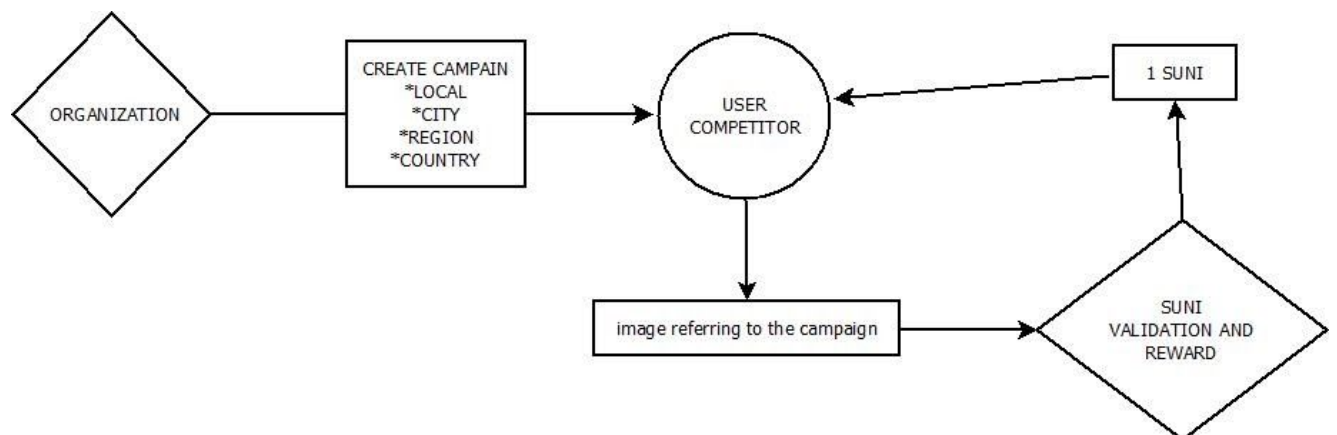 ORGANIZATION
CREATE CAMPAIN
*LOCAL
*CITY
*REGION
*COUNTRY
USER
COMPETITOR
1 SUNI
image referring to the campaign
SUNI
VALIDATION AND
REWARD